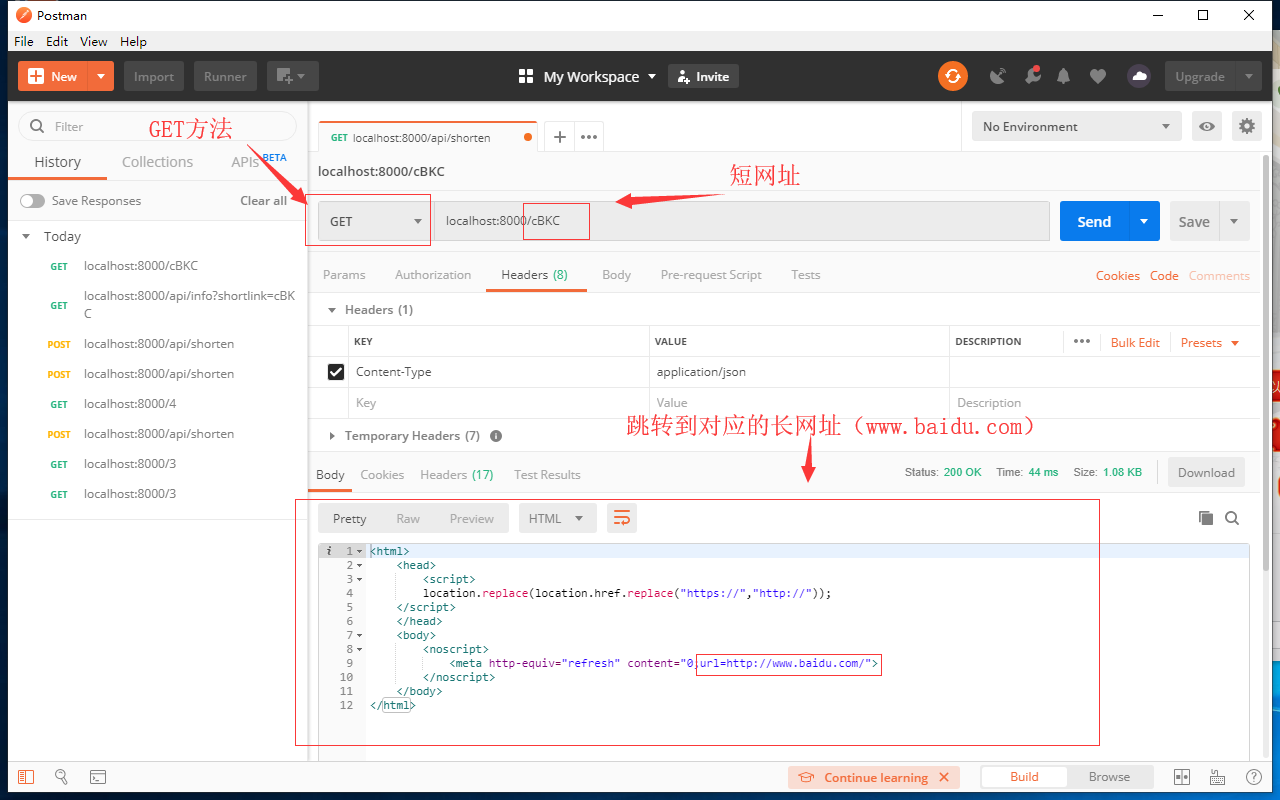 Postman
File Edit View Help
New Import Runner My Workspace Invite Upgrade
Filter
GET方法
History Collections APIs BETA
Save Responses Clear all
Today
GET localhost:8000/cBKC
GET localhost:8000/api/info?shortlink=cBK
C
POST localhost:8000/api/shorten
POST localhost:8000/api/shorten
GET localhost:8000/4
POST localhost:8000/api/shorten
GET localhost:8000/3
GET localhost:8000/3
GET localhost:8000/api/shorten
No Environment
localhost:8000/cBKC
短网址
GET localhost:8000/cBKC Send Save
Params Authorization Headers (8) Body Pre-request Script Tests Cookies Code Comments
Headers (1)
KEY VALUE DESCRIPTION Bulk Edit Presets
Content-Type application/json
Key Value Description
跳转到对应的长网址（www.baidu.com）
Temporary Headers (7)
Body Cookies Headers (17) Test Results Status: 200 OK Time: 44 ms Size: 1.08 KB Download
Pretty Raw Preview HTML
i 1 <html>
2 <head>
3 <script>
4 location.replace(location.href.replace("https://","http://"));
5 </script>
6 </head>
7 <body>
8 <noscript>
9 <meta http-equiv="refresh" content="0;url=http://www.baidu.com/">
10 </noscript>
11 </body>
12 </html>
Continue learning Build Browse